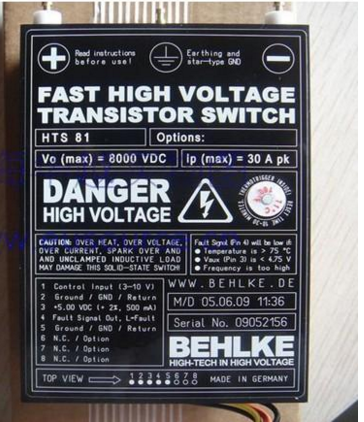 Read instructions before use!
Earthing and star-type GND
FAST HIGH VOLTAGE
TRANSISTOR SWITCH
HTS 81 Options:
Vo (max) = 8000 VDC Ip (max) = 30 A pk
DANGER
HIGH VOLTAGE
CAUTION: OVER HEAT, OVER VOLTAGE,
OVER CURRENT, SPARK OVER AND
AND UNCLAMPED INDUCTIVE LOAD
MAY DAMAGE THIS SOLID-STATE SWITCH!
Fault Signal (Pin 4) will be low if:
● Temperature is > 75 °C
● Vaux (Pin 3) is < 4.75 V
● Frequency is too high
1 Control Input (3-10 V)
2 Ground / GND / Return
3 +5.00 VDC (± 2%, 500 mA)
4 Fault Signal Out, L=Fault
5 Ground / GND / Return
6 N.C. / Option
7 N.C. / Option
8 N.C. / Option
WWW.BEHLKE.DE
M/D 05.06.09 11:36
Serial No. 09052156
BEHLKE
HIGH-TECH IN HIGH VOLTAGE
TOP VIEW 1 2 3 4 5 6 7 8 MADE IN GERMANY